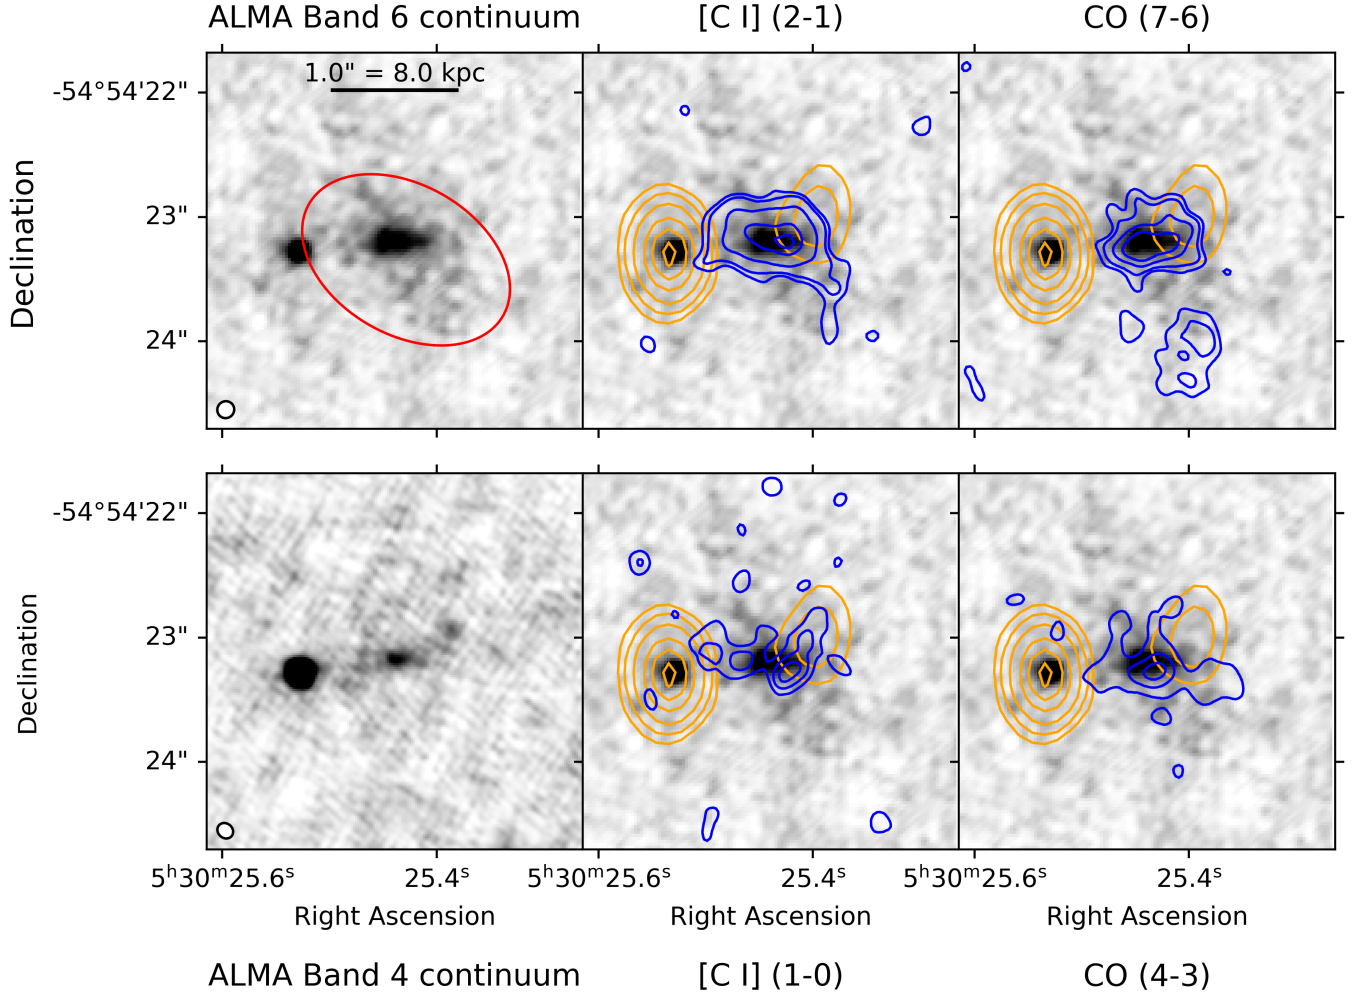 ALMA Band 6 continuum
[C I] (2-1)
CO (7-6)
1.0" = 8.0 kpc
-54°54'22"
23"
24"
Declination
-54°54'22"
23"
24"
Declination
5ʰ30ᵐ25.6ˢ 25.4ˢ
5ʰ30ᵐ25.6ˢ 25.4ˢ
5ʰ30ᵐ25.6ˢ 25.4ˢ
Right Ascension
Right Ascension
Right Ascension
ALMA Band 4 continuum
[C I] (1-0)
CO (4-3)